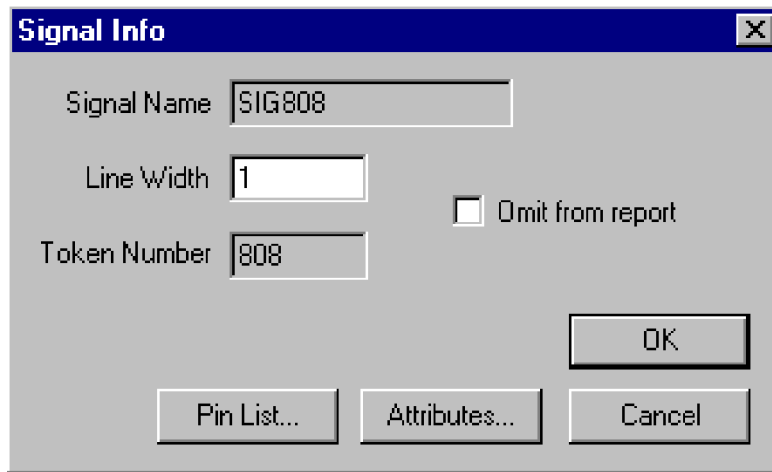 Signal Info
Signal Name SIG808
Line Width 1
Omit from report
Token Number 808
OK
Pin List... Attributes... Cancel